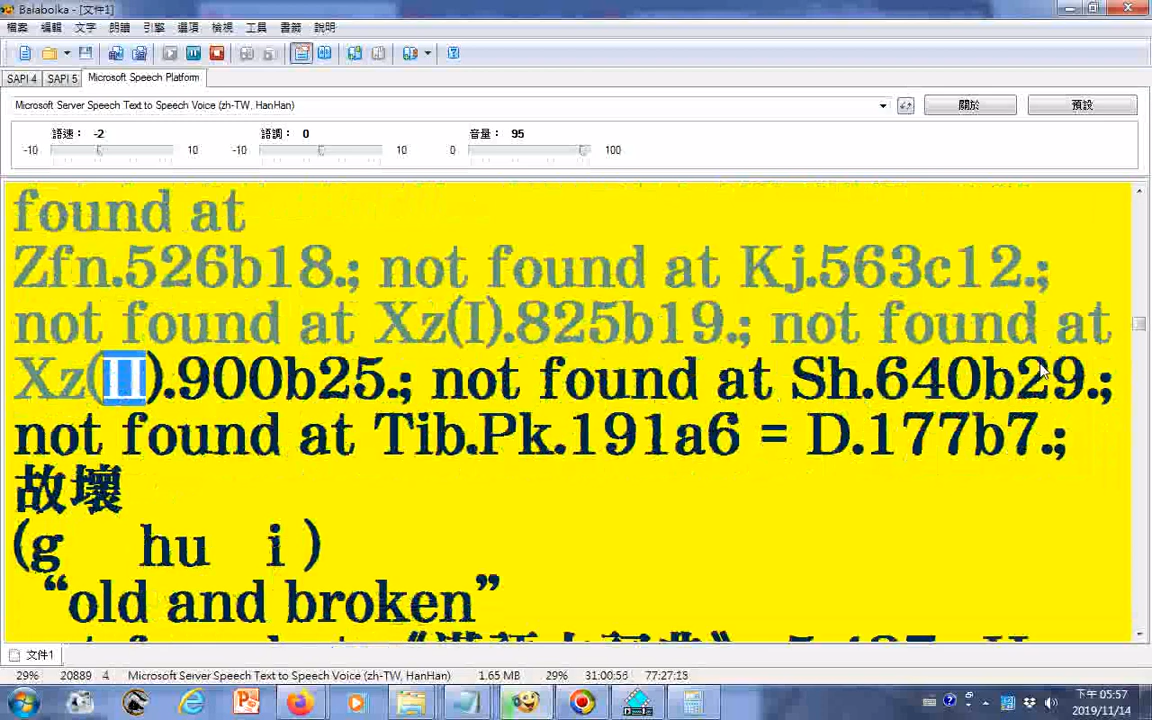 Balabolka - [文件1]
檔案 編輯 文字 朗讀 引擎 選項 檢視 工具 書籤 說明
SAPI 4 SAPI 5 Microsoft Speech Platform
Microsoft Server Speech Text to Speech Voice (zh-TW, HanHan) 關於 預設
語速： -2 語調： 0 音量： 95
-10 10 -10 10 0 100
found at
Zfn.526b18.; not found at Kj.563c12.;
not found at Xz(I).825b19.; not found at
Xz(II).900b25.; not found at Sh.640b29.;
not found at Tib.Pk.191a6 = D.177b7.;
故壞
(g hu i )
“old and broken”
文件1
29% 20889 4 Microsoft Server Speech Text to Speech Voice (zh-TW, HanHan) 1.65 MB 29% 31:00:56
下午 05:57
2019/11/14